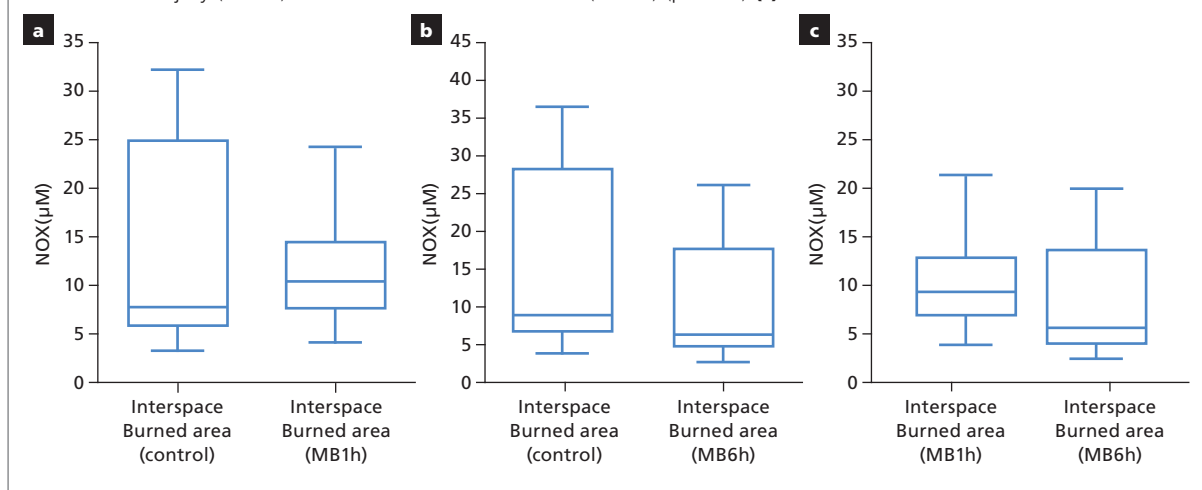 a
35
30
25
20
15
10
5
0
NOX(μM)
Interspace
Burned area
(control)
Interspace
Burned area
(MB1h)
b
45
40
35
30
25
20
15
10
5
0
NOX(μM)
Interspace
Burned area
(control)
Interspace
Burned area
(MB6h)
c
35
30
25
20
15
10
5
0
NOX(μM)
Interspace
Burned area
(MB1h)
Interspace
Burned area
(MB6h)